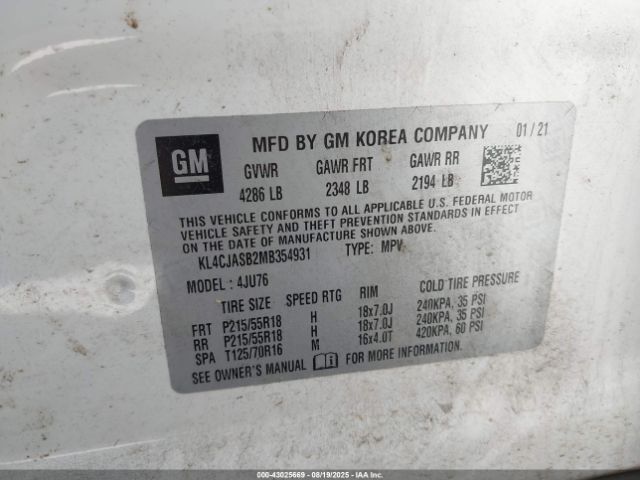 GM
MFD BY GM KOREA COMPANY 01/21
GVWR GAWR FRT GAWR RR
4286 LB 2348 LB 2194 LB
THIS VEHICLE CONFORMS TO ALL APPLICABLE U.S. FEDERAL MOTOR
VEHICLE SAFETY AND THEFT PREVENTION STANDARDS IN EFFECT
ON THE DATE OF MANUFACTURE SHOWN ABOVE.
KL4CJASB2MB354931 TYPE: MPV
MODEL: 4JU76
TIRE SIZE SPEED RTG RIM COLD TIRE PRESSURE
FRT P215/55R18 H 18x7.0J 240KPA, 35 PSI
RR P215/55R18 H 18x7.0J 240KPA, 35 PSI
SPA T125/70R16 M 16x4.0T 420KPA, 60 PSI
SEE OWNER'S MANUAL FOR MORE INFORMATION.
000-43025669 - 08/19/2025 - IAAI.COM